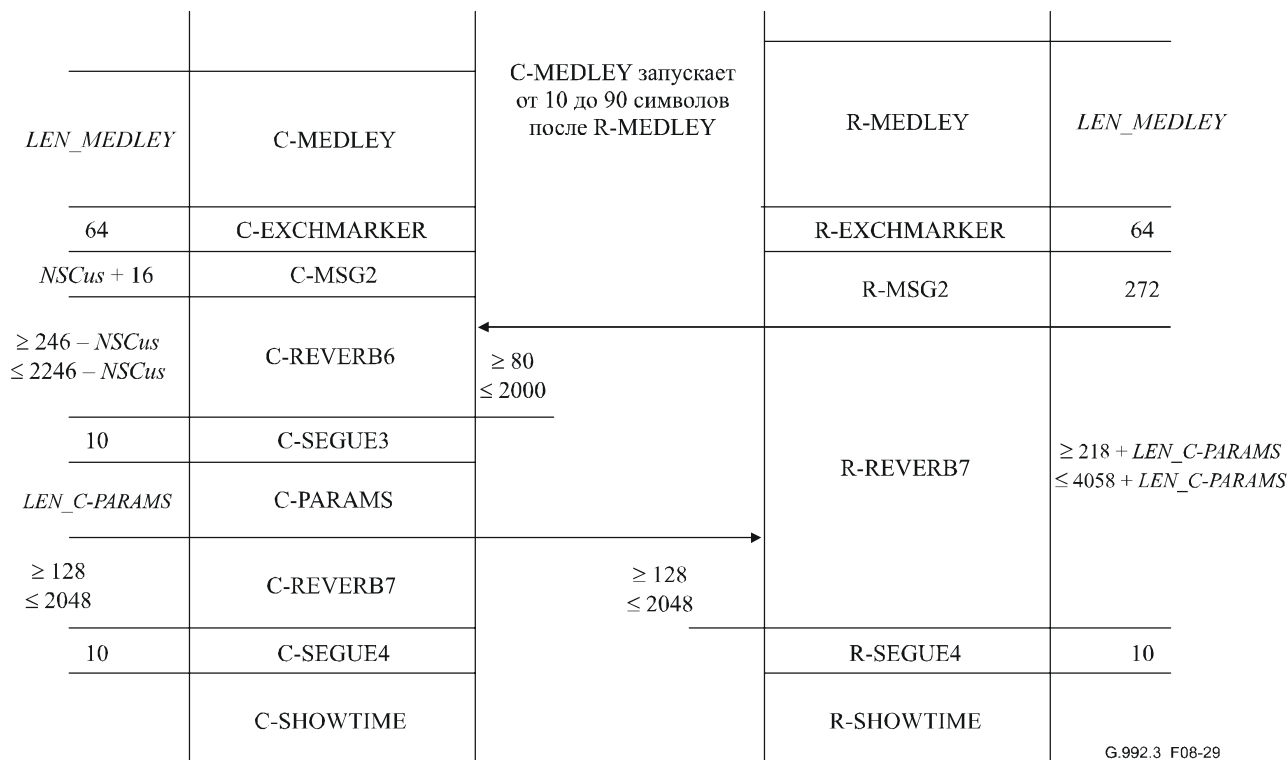 C-MEDLEY запускает
от 10 до 90 символов
после R-MEDLEY
LEN_MEDLEY
C-MEDLEY
R-MEDLEY
LEN_MEDLEY
64
C-EXCHMARKER
R-EXCHMARKER
64
NSCus + 16
C-MSG2
R-MSG2
272
≥ 246 – NSCus
≤ 2246 – NSCus
C-REVERB6
≥ 80
≤ 2000
10
C-SEGUE3
R-REVERB7
≥ 218 + LEN_C-PARAMS
≤ 4058 + LEN_C-PARAMS
LEN_C-PARAMS
C-PARAMS
≥ 128
≤ 2048
C-REVERB7
≥ 128
≤ 2048
10
C-SEGUE4
R-SEGUE4
10
C-SHOWTIME
R-SHOWTIME
G.992.3_F08-29